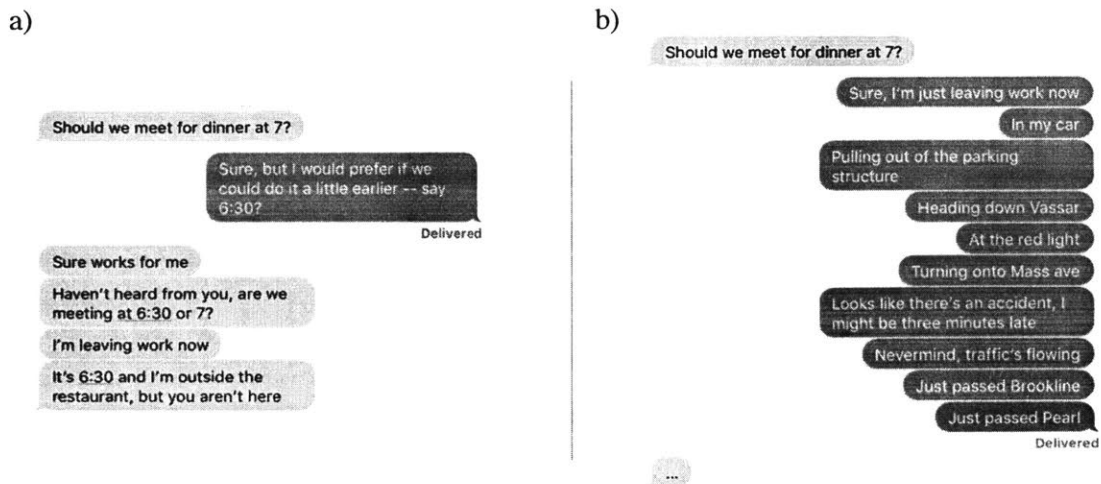 a)
Should we meet for dinner at 7?
Sure, but I would prefer if we
could do it a little earlier -- say
6:30?
Delivered
Sure works for me
Haven't heard from you, are we
meeting at 6:30 or 7?
I'm leaving work now
It's 6:30 and I'm outside the
restaurant, but you aren't here
b)
Should we meet for dinner at 7?
Sure, I'm just leaving work now
In my car
Pulling out of the parking
structure
Heading down Vassar
At the red light
Turning onto Mass ave
Looks like there's an accident, I
might be three minutes late
Nevermind, traffic's flowing
Just passed Brookline
Just passed Pearl
Delivered
...